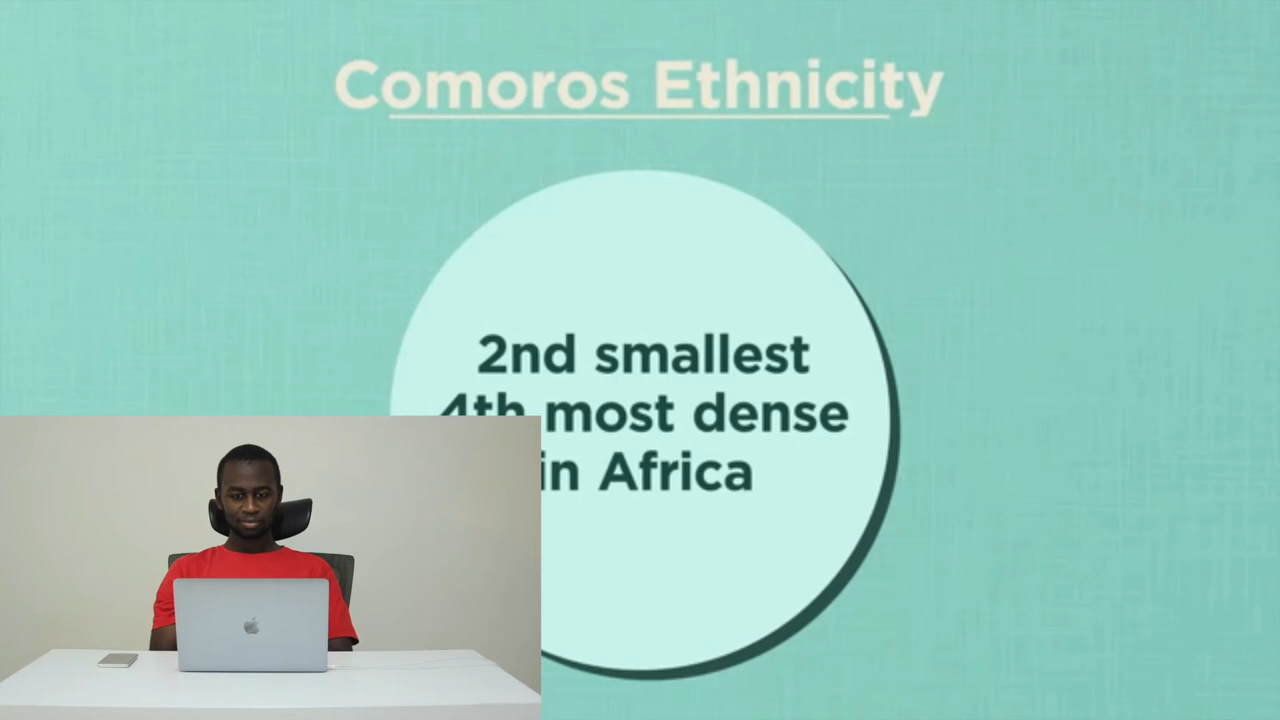 Comoros Ethnicity
2nd smallest
4th most dense
in Africa